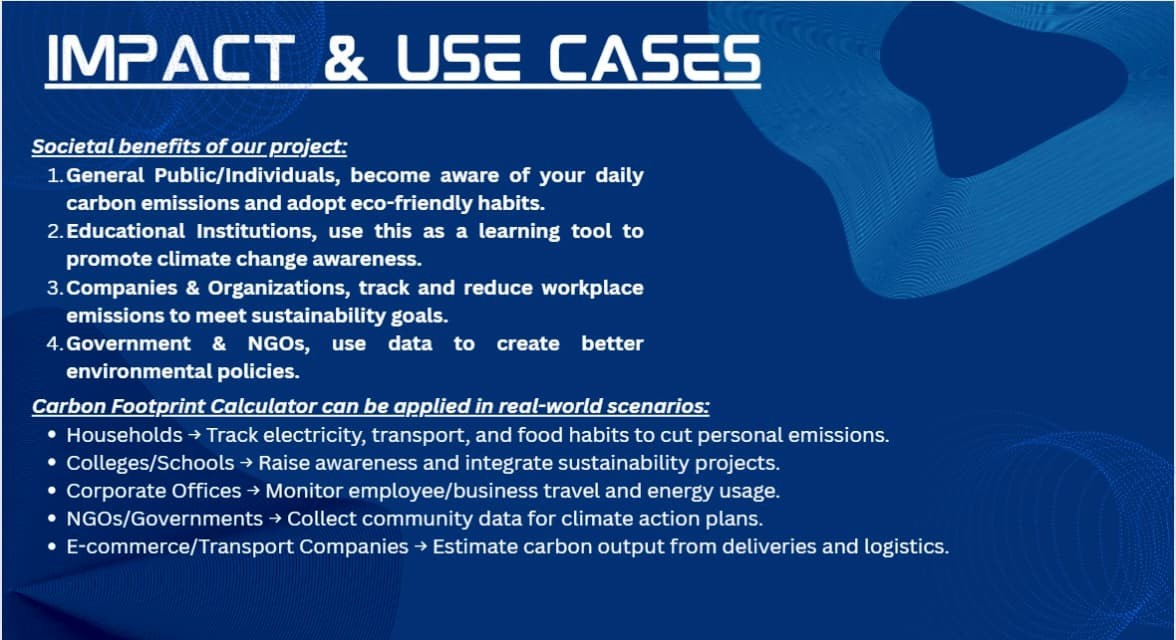 IMPACT & USE CASES
Societal benefits of our project:
1. General Public/Individuals, become aware of your daily
carbon emissions and adopt eco-friendly habits.
2. Educational Institutions, use this as a learning tool to
promote climate change awareness.
3. Companies & Organizations, track and reduce workplace
emissions to meet sustainability goals.
4. Government & NGOs, use data to create better
environmental policies.
Carbon Footprint Calculator can be applied in real-world scenarios:
• Households → Track electricity, transport, and food habits to cut personal emissions.
• Colleges/Schools → Raise awareness and integrate sustainability projects.
• Corporate Offices → Monitor employee/business travel and energy usage.
• NGOs/Governments → Collect community data for climate action plans.
• E-commerce/Transport Companies → Estimate carbon output from deliveries and logistics.